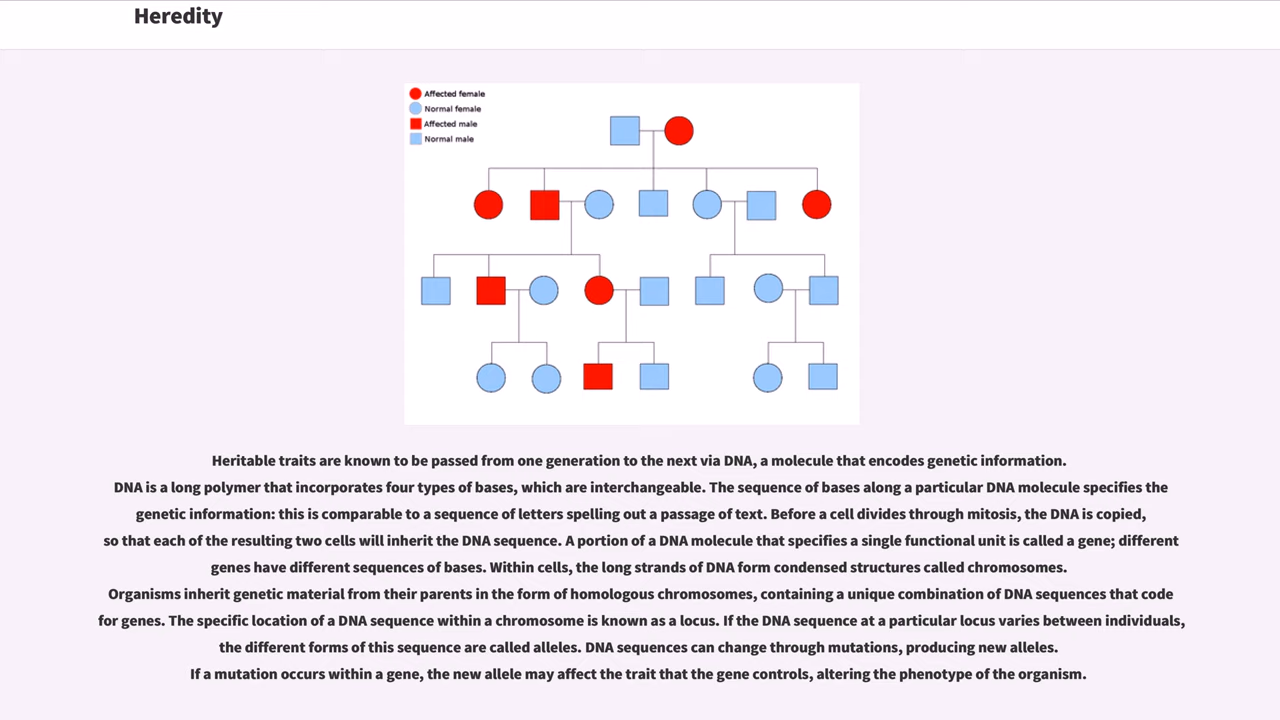 Heredity
Affected female
Normal female
Affected male
Normal male
Heritable traits are known to be passed from one generation to the next via DNA, a molecule that encodes genetic information.
DNA is a long polymer that incorporates four types of bases, which are interchangeable. The sequence of bases along a particular DNA molecule specifies the
genetic information: this is comparable to a sequence of letters spelling out a passage of text. Before a cell divides through mitosis, the DNA is copied,
so that each of the resulting two cells will inherit the DNA sequence. A portion of a DNA molecule that specifies a single functional unit is called a gene; different
genes have different sequences of bases. Within cells, the long strands of DNA form condensed structures called chromosomes.
Organisms inherit genetic material from their parents in the form of homologous chromosomes, containing a unique combination of DNA sequences that code
for genes. The specific location of a DNA sequence within a chromosome is known as a locus. If the DNA sequence at a particular locus varies between individuals,
the different forms of this sequence are called alleles. DNA sequences can change through mutations, producing new alleles.
If a mutation occurs within a gene, the new allele may affect the trait that the gene controls, altering the phenotype of the organism.